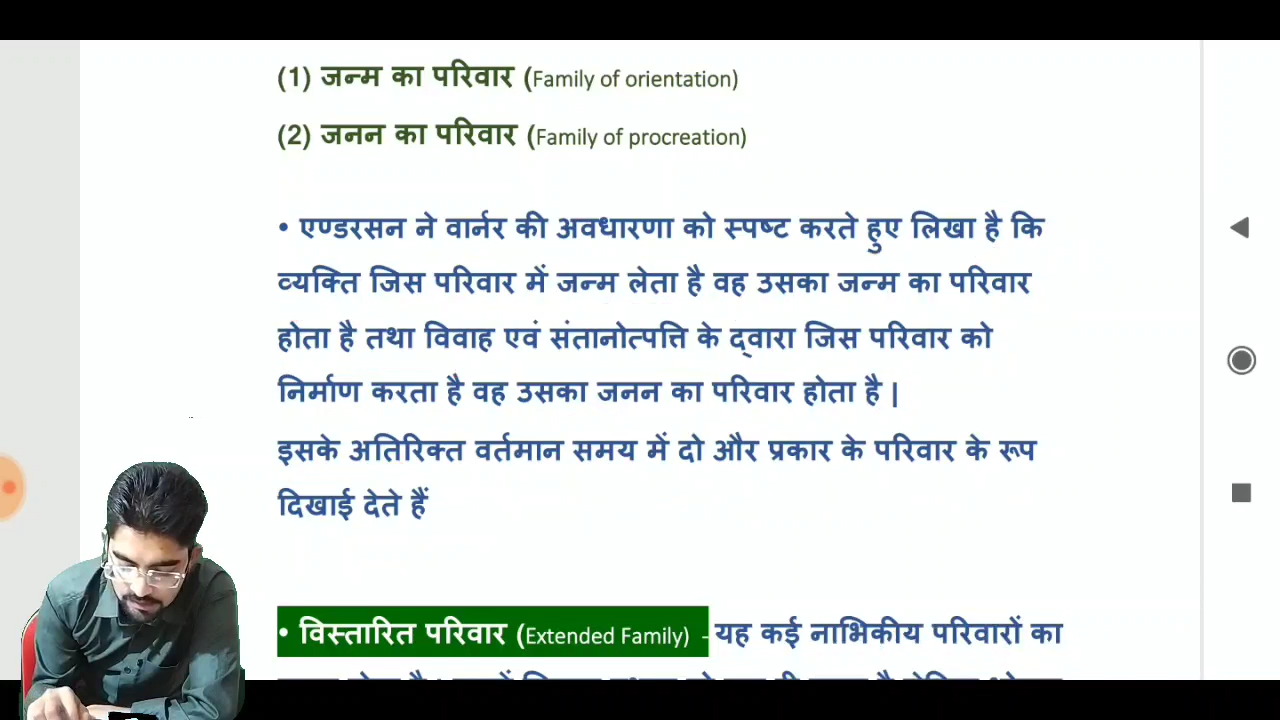 (1) जन्म का परिवार (Family of orientation)
(2) जनन का परिवार (Family of procreation)
• एण्डरसन ने वार्नर की अवधारणा को स्पष्ट करते हुए लिखा है कि
व्यक्ति जिस परिवार में जन्म लेता है वह उसका जन्म का परिवार
होता है तथा विवाह एवं संतानोत्पत्ति के द्वारा जिस परिवार को
निर्माण करता है वह उसका जनन का परिवार होता है |
इसके अतिरिक्त वर्तमान समय में दो और प्रकार के परिवार के रूप
दिखाई देते हैं
• विस्तारित परिवार (Extended Family) - यह कई नाभिकीय परिवारों का